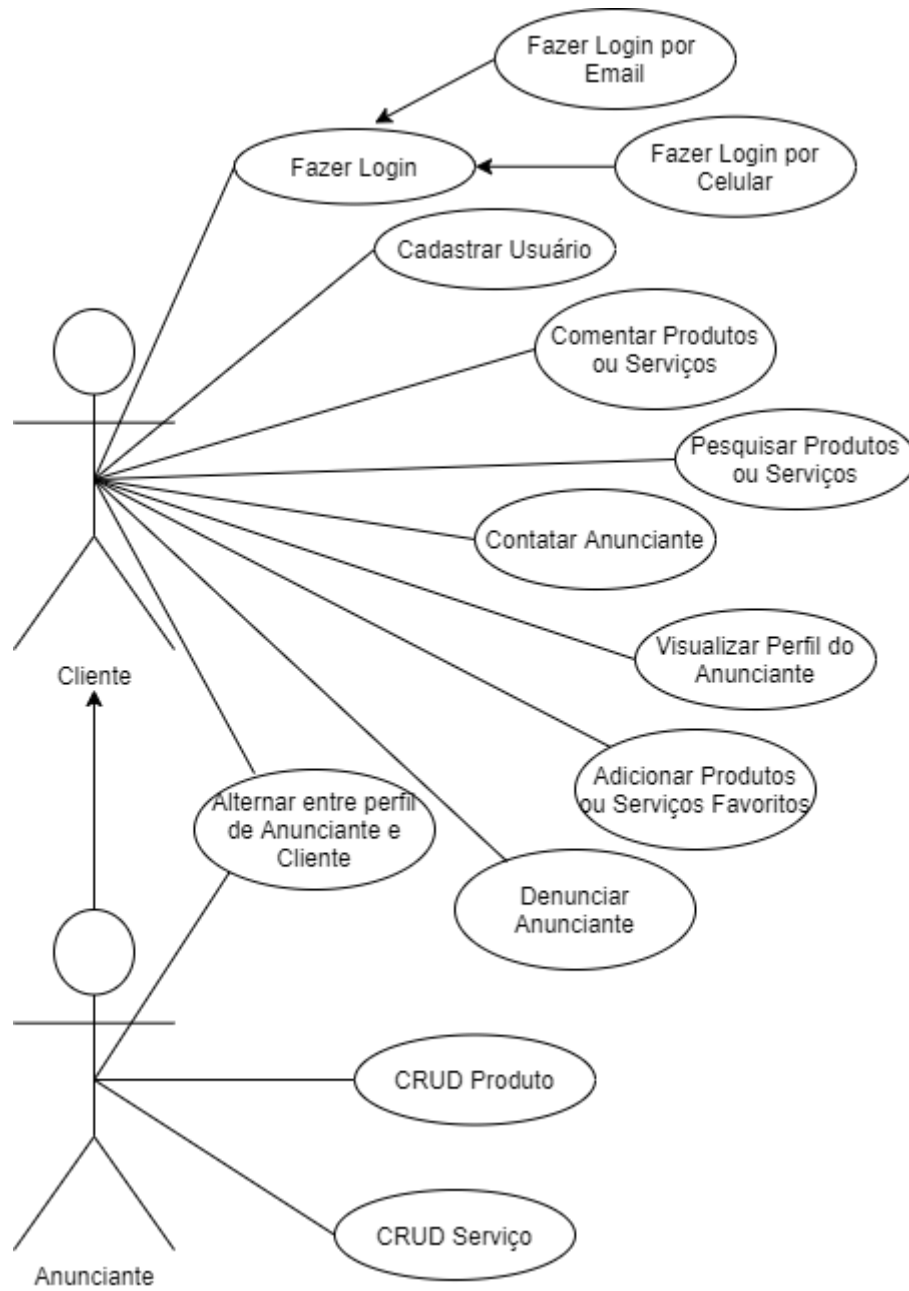 Fazer Login por
Email
Fazer Login
Fazer Login por
Celular
Cadastrar Usuário
Comentar Produtos
ou Serviços
Pesquisar Produtos
ou Serviços
Contatar Anunciante
Visualizar Perfil do
Anunciante
Cliente
Adicionar Produtos
ou Serviços Favoritos
Alternar entre perfil
de Anunciante e
Cliente
Denunciar
Anunciante
CRUD Produto
CRUD Serviço
Anunciante